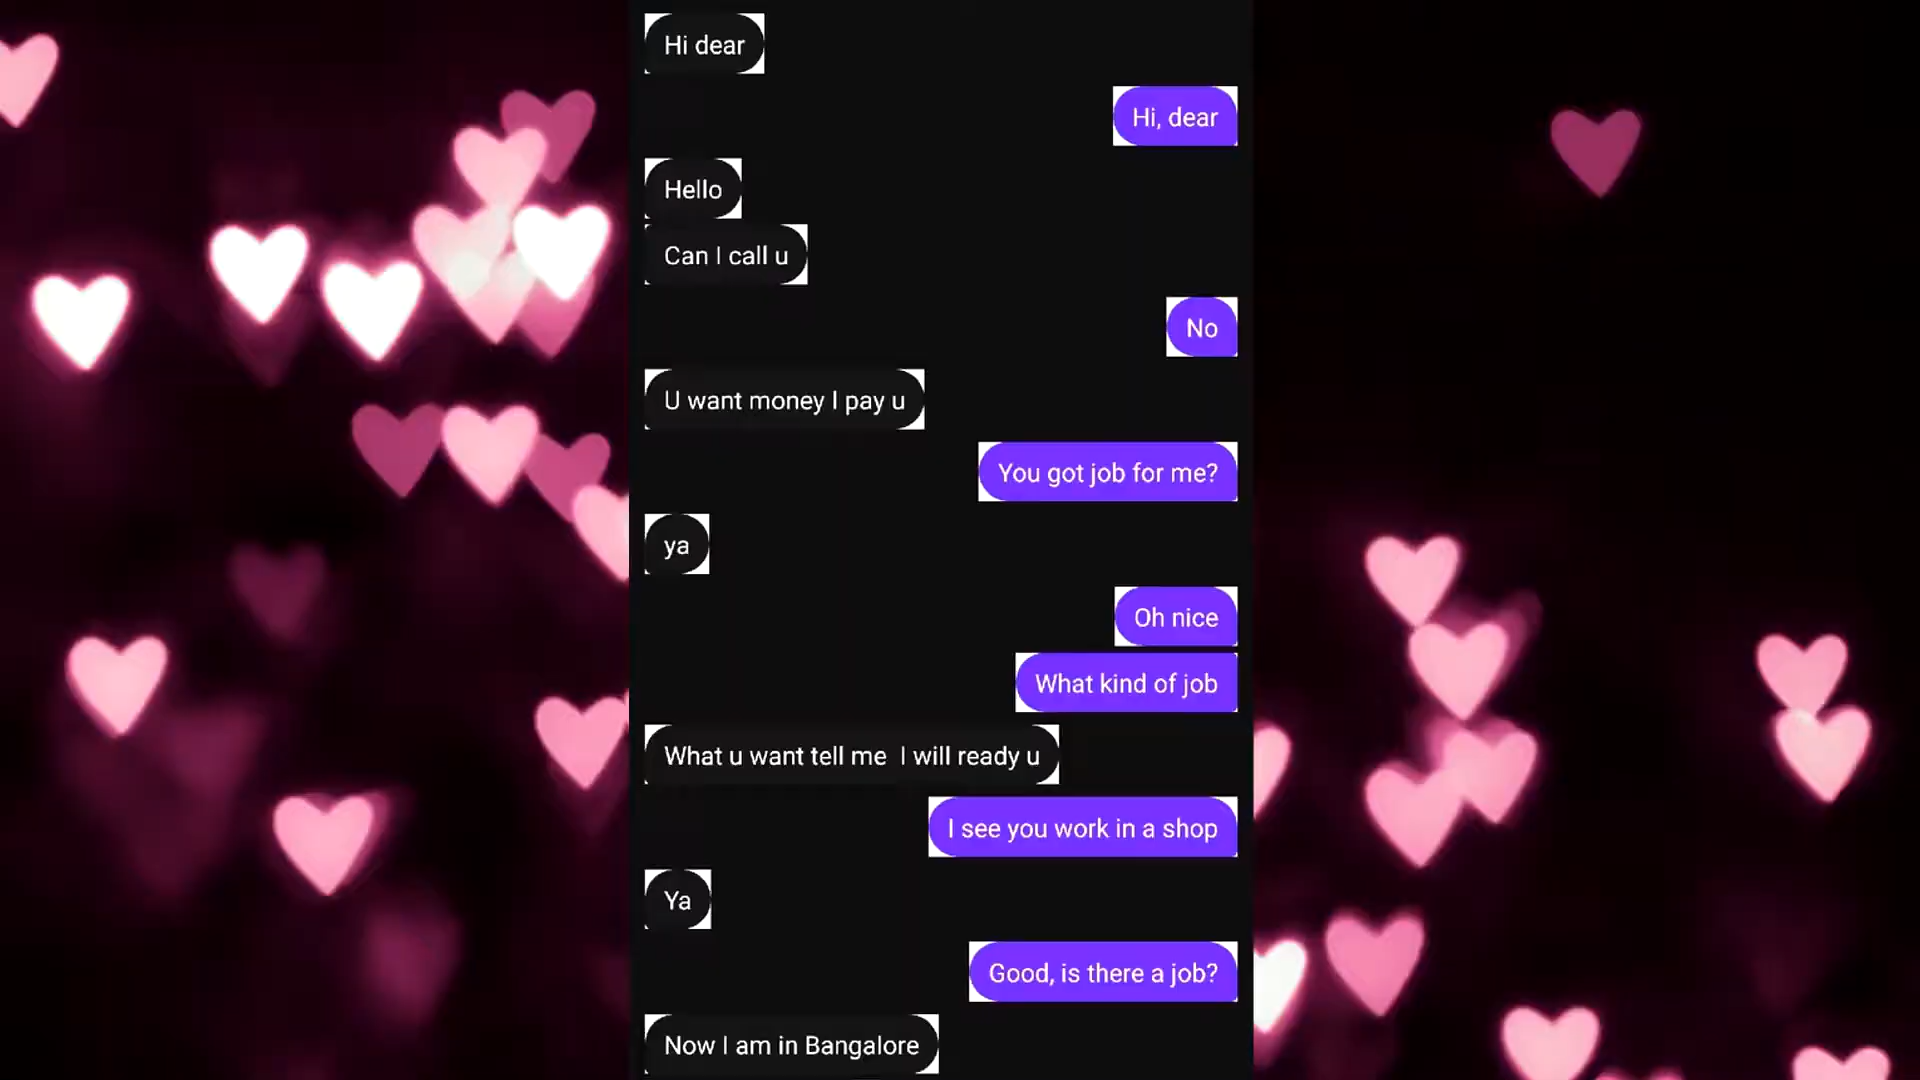 Hi dear
Hi, dear
Hello
Can I call u
No
U want money I pay u
You got job for me?
ya
Oh nice
What kind of job
What u want tell me  I will ready u
I see you work in a shop
Ya
Good, is there a job?
Now I am in Bangalore